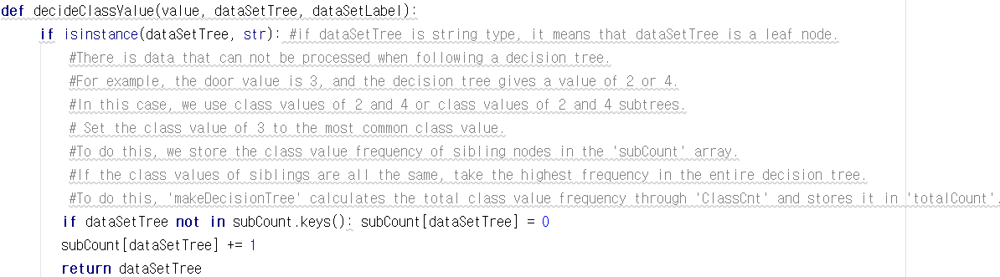 def decideClassValue(value, dataSetTree, dataSetLabel):
if isinstance(dataSetTree, str): #if dataSetTree is string type, it means that dataSetTree is a leaf node.
#There is data that can not be processed when following a decision tree.
#For example, the door value is 3, and the decision tree gives a value of 2 or 4.
#In this case, we use class values of 2 and 4 or class values of 2 and 4 subtrees.
# Set the class value of 3 to the most common class value.
#To do this, we store the class value frequency of sibling nodes in the 'subCount' array.
#If the class values of siblings are all the same, take the highest frequency in the entire decision tree.
#To do this, 'makeDecisionTree' calculates the total class value frequency through 'ClassCnt' and stores it in 'totalCount'.
if dataSetTree not in subCount.keys(): subCount[dataSetTree] = 0
subCount[dataSetTree] += 1
return dataSetTree